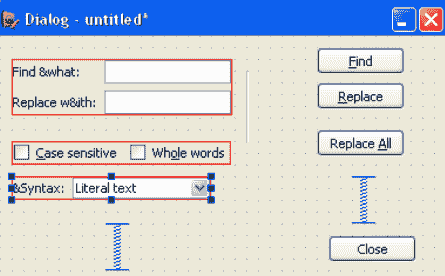 Dialog - untitled*
Find &what:
Find
Replace w&ith:
Replace
Replace All
Case sensitive Whole words
&Syntax: Literal text
Close